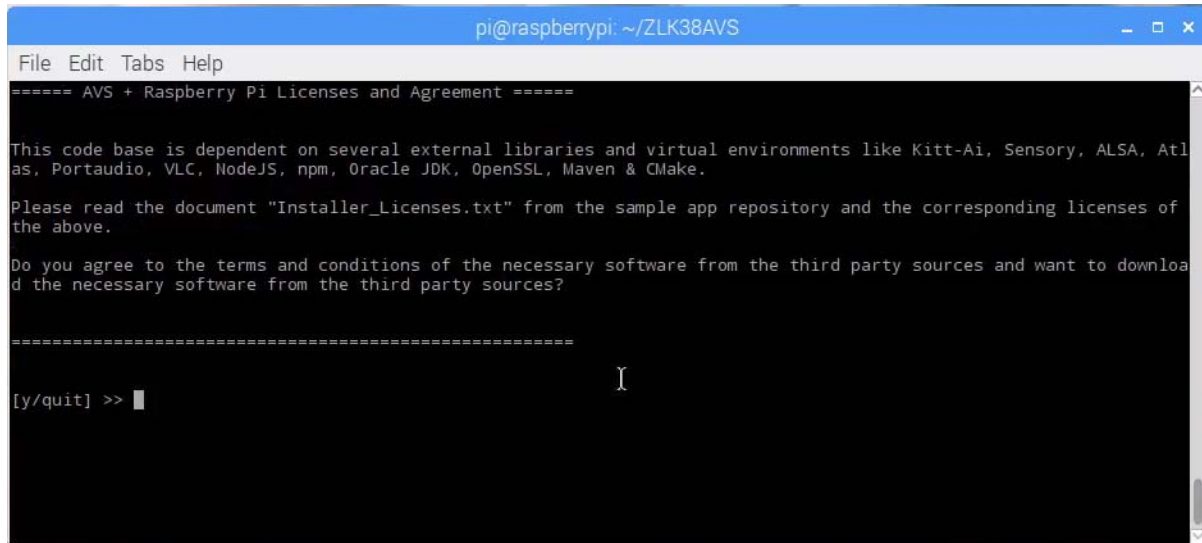 pi@raspberrypi: ~/ZLK38AVS
File Edit Tabs Help
====== AVS + Raspberry Pi Licenses and Agreement ======
This code base is dependent on several external libraries and virtual environments like Kitt-Ai, Sensory, ALSA, Atl
as, Portaudio, VLC, NodeJS, npm, Oracle JDK, OpenSSL, Maven & CMake.
Please read the document "Installer_Licenses.txt" from the sample app repository and the corresponding licenses of
the above.
Do you agree to the terms and conditions of the necessary software from the third party sources and want to downloa
d the necessary software from the third party sources?
=======================================================
[y/quit] >>